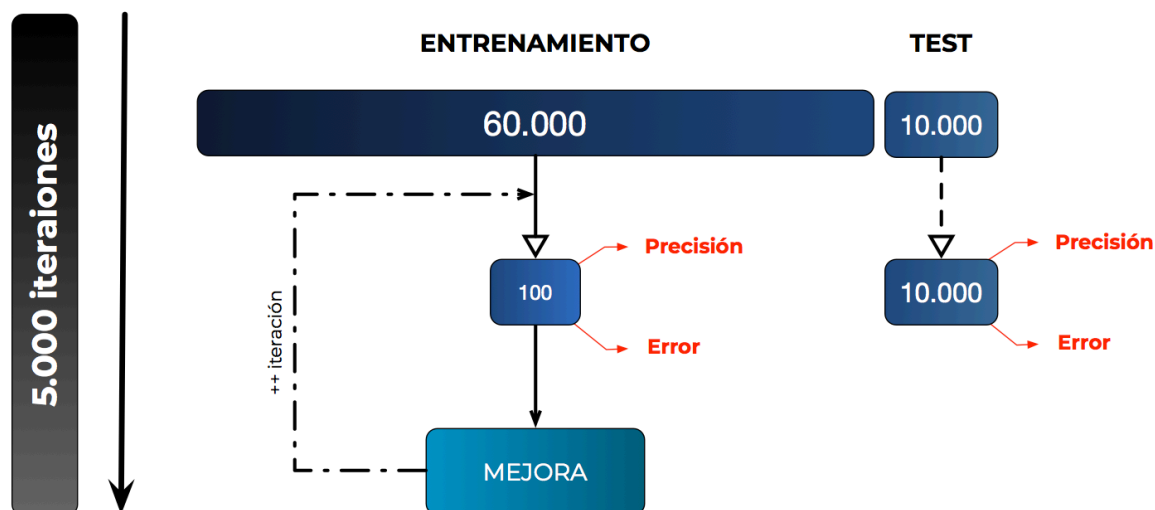 ENTRENAMIENTO
TEST
5.000 iteraiones
60.000
10.000
Precisión
Precisión
100
10.000
++ iteración
Error
Error
MEJORA